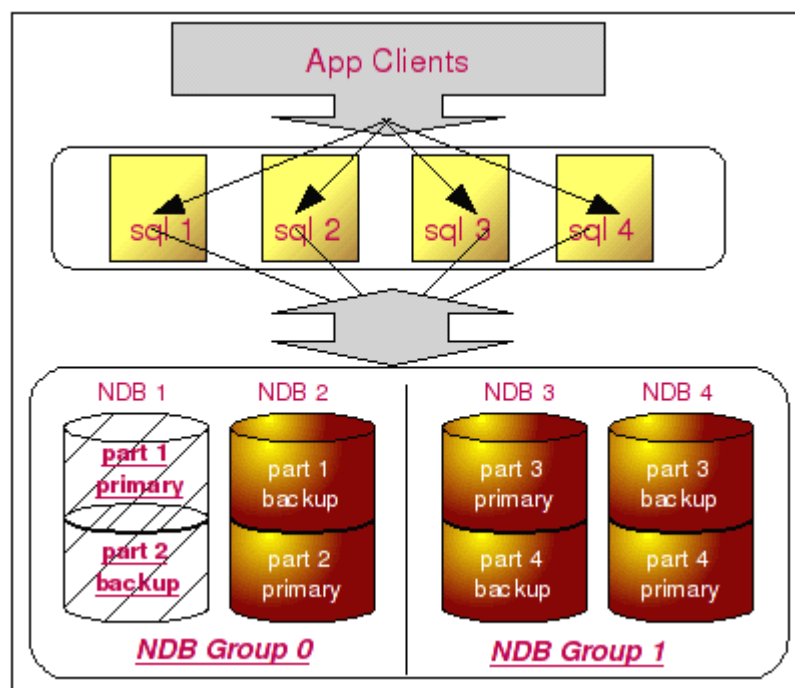 App Clients
sql 1
sql 2
sql 3
sql 4
NDB 1
NDB 2
NDB 3
NDB 4
part 1
primary
part 2
backup
part 1
backup
part 2
primary
part 3
primary
part 4
backup
part 3
backup
part 4
primary
NDB Group 0
NDB Group 1